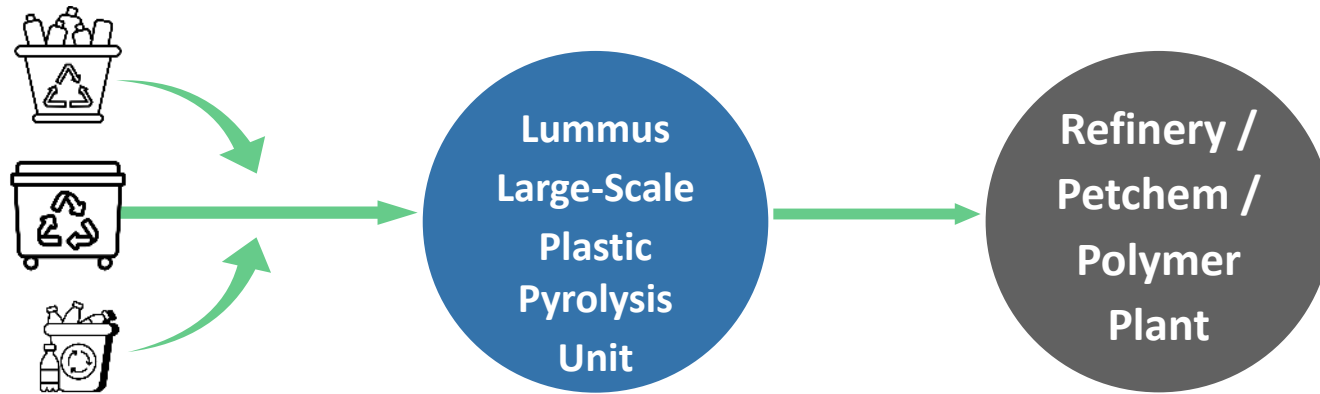 Lummus
Large-Scale
Plastic
Pyrolysis
Unit
Refinery /
Petchem /
Polymer
Plant